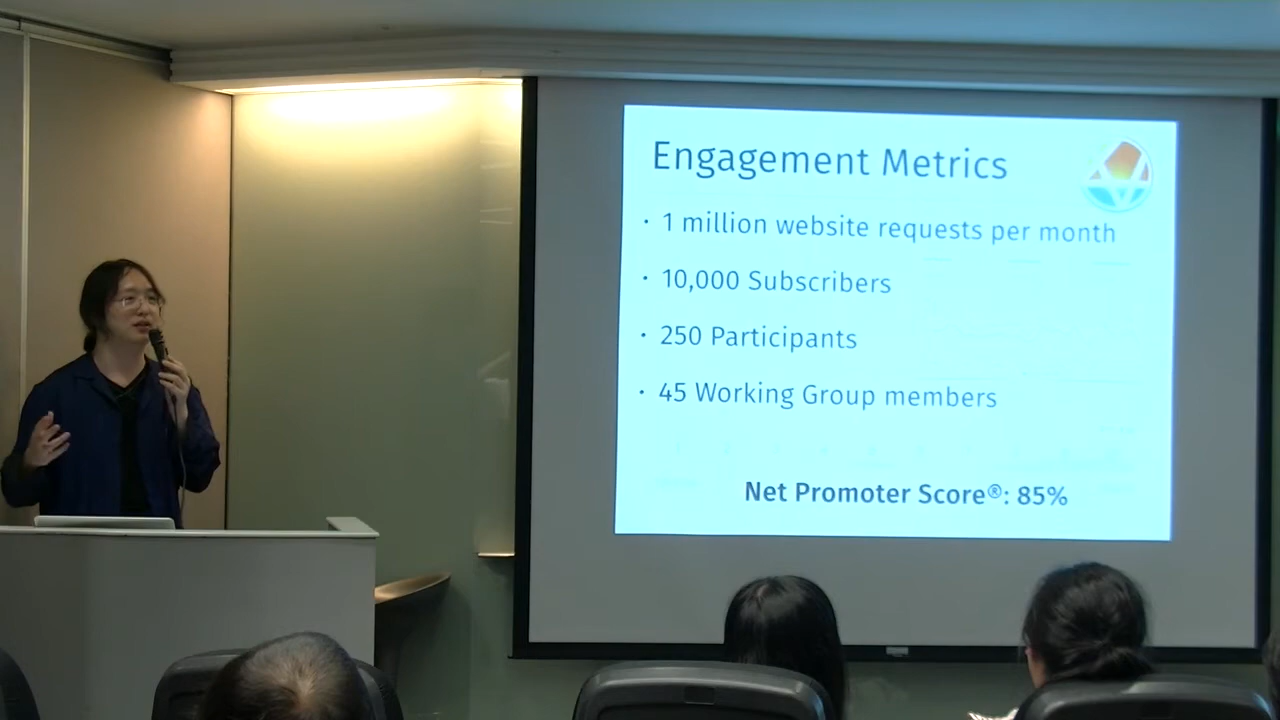 Engagement Metrics
· 1 million website requests per month
· 10,000 Subscribers
· 250 Participants
· 45 Working Group members
Net Promoter Score®: 85%